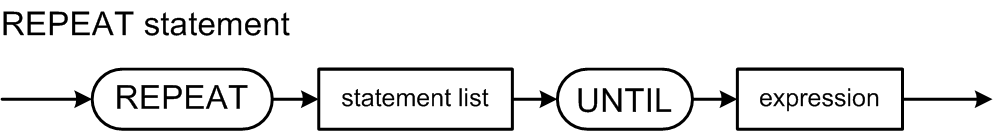 REPEAT statement
REPEAT statement list UNTIL expression